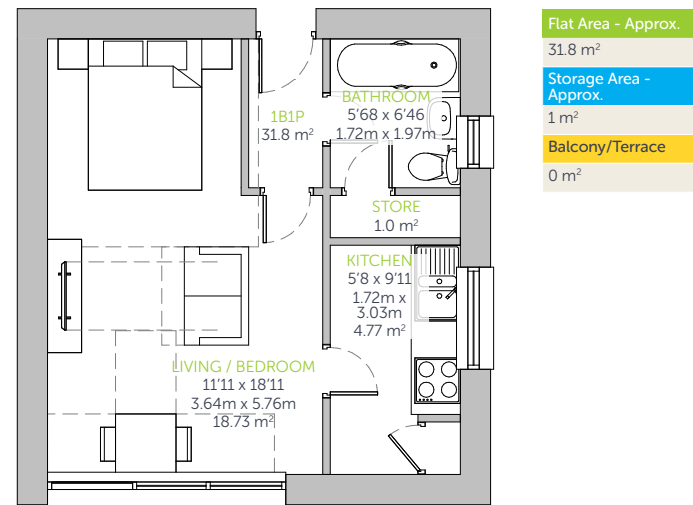 1B1P
31.8 m²
BATHROOM
5'68 x 6'46
1.72m x 1.97m
STORE
1.0 m²
KITCHEN
5'8 x 9'11
1.72m x
3.03m
4.77 m²
LIVING / BEDROOM
11'11 x 18'11
3.64m x 5.76m
18.73 m²
Flat Area - Approx.
31.8 m²
Storage Area -
Approx.
1 m²
Balcony/Terrace
0 m²